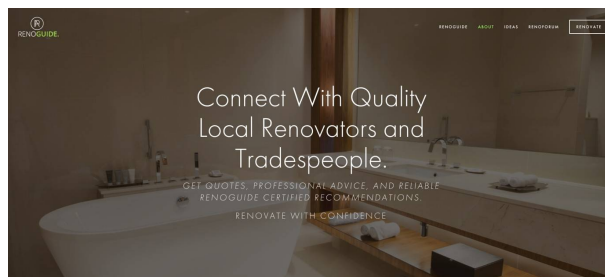 R
RENOGUIDE.
RENOGUIDE ABOUT IDEAS RENOFORUM RENOVATE
Connect With Quality
Local Renovators and
Tradespeople.
GET QUOTES, PROFESSIONAL ADVICE, AND RELIABLE
RENOGUIDE CERTIFIED RECOMMENDATIONS.
RENOVATE WITH CONFIDENCE